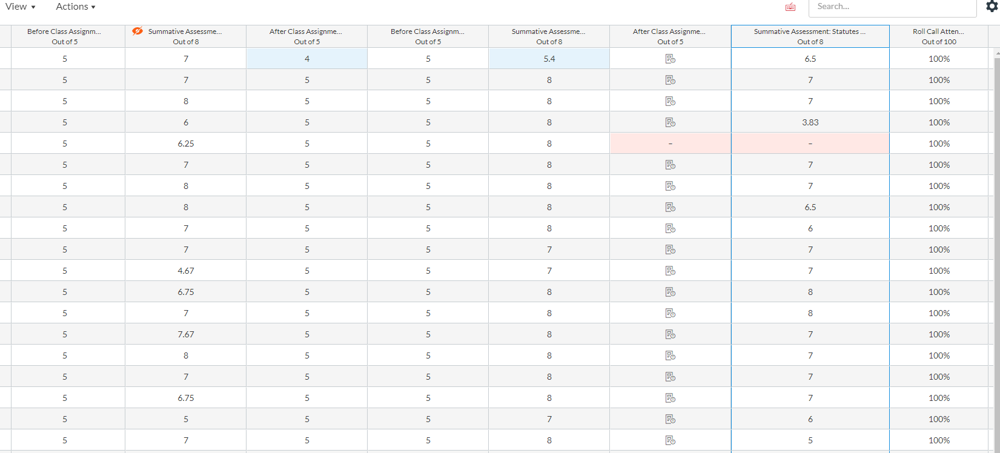 View Actions Search...
Before Class Assignm... Summative Assessme... After Class Assignme... Before Class Assignm... Summative Assessme... After Class Assignme... Summative Assessment: Statutes ... Roll Call Atten...
Out of 5 Out of 8 Out of 5 Out of 5 Out of 8 Out of 5 Out of 8 Out of 100
5 7 4 5 5.4 6.5 100%
5 7 5 5 8 7 100%
5 8 5 5 8 7 100%
5 6 5 5 8 3.83 100%
5 6.25 5 5 8 – – 100%
5 7 5 5 8 7 100%
5 8 5 5 8 7 100%
5 8 5 5 8 6.5 100%
5 7 5 5 8 6 100%
5 7 5 5 7 7 100%
5 4.67 5 5 7 7 100%
5 6.75 5 5 8 8 100%
5 7 5 5 8 8 100%
5 7.67 5 5 8 7 100%
5 8 5 5 8 7 100%
5 7 5 5 8 7 100%
5 6.75 5 5 8 7 100%
5 5 5 5 7 6 100%
5 7 5 5 8 5 100%